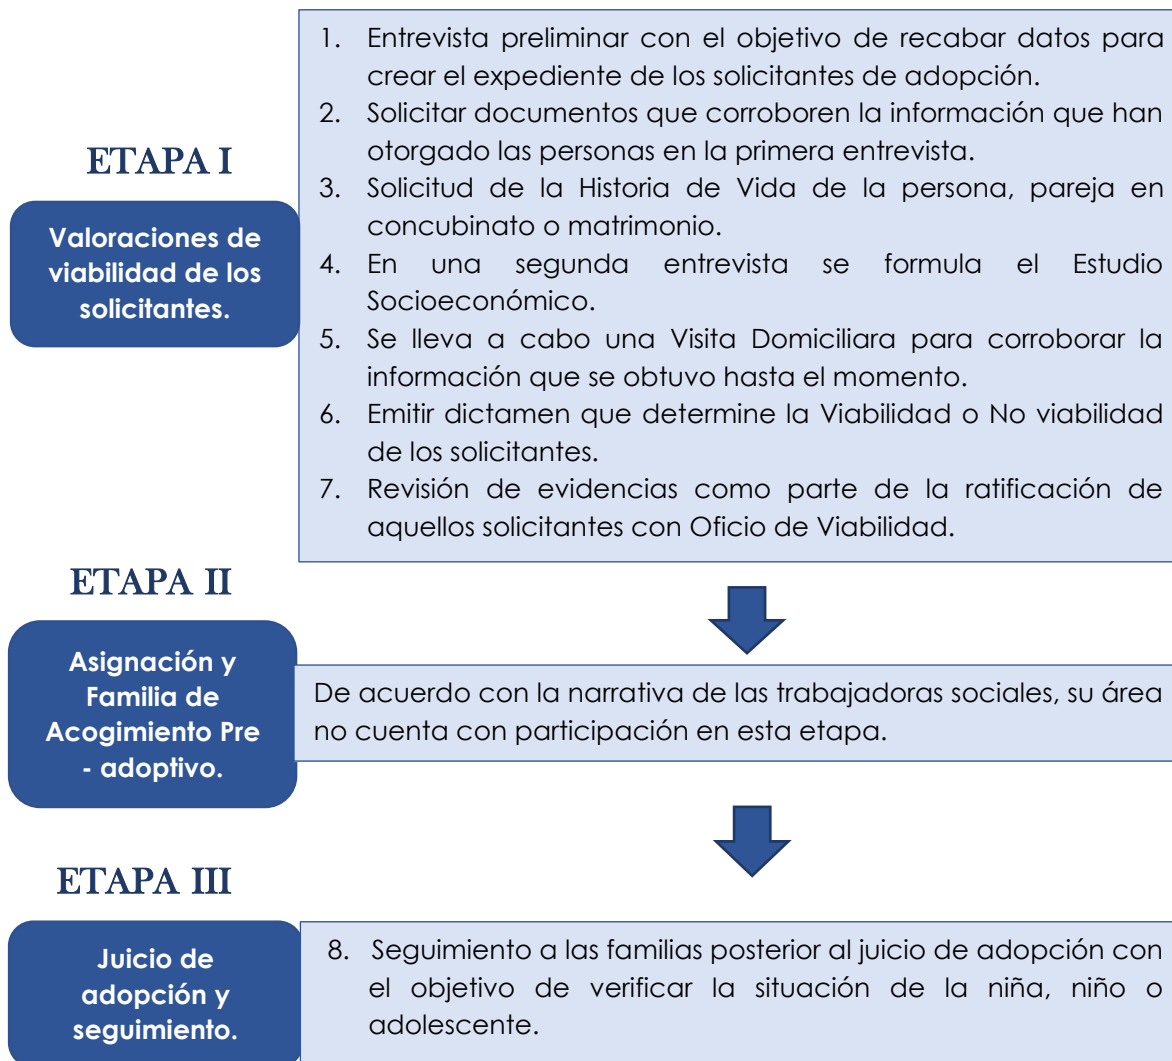 ETAPA I
Valoraciones de
viabilidad de los
solicitantes.
1. Entrevista preliminar con el objetivo de recabar datos para
crear el expediente de los solicitantes de adopción.
2. Solicitar documentos que corroboren la información que han
otorgado las personas en la primera entrevista.
3. Solicitud de la Historia de Vida de la persona, pareja en
concubinato o matrimonio.
4. En una segunda entrevista se formula el Estudio
Socioeconómico.
5. Se lleva a cabo una Visita Domiciliara para corroborar la
información que se obtuvo hasta el momento.
6. Emitir dictamen que determine la Viabilidad o No viabilidad
de los solicitantes.
7. Revisión de evidencias como parte de la ratificación de
aquellos solicitantes con Oficio de Viabilidad.
ETAPA II
Asignación y
Familia de
Acogimiento Pre
- adoptivo.
De acuerdo con la narrativa de las trabajadoras sociales, su área
no cuenta con participación en esta etapa.
ETAPA III
Juicio de
adopción y
seguimiento.
8. Seguimiento a las familias posterior al juicio de adopción con
el objetivo de verificar la situación de la niña, niño o
adolescente.